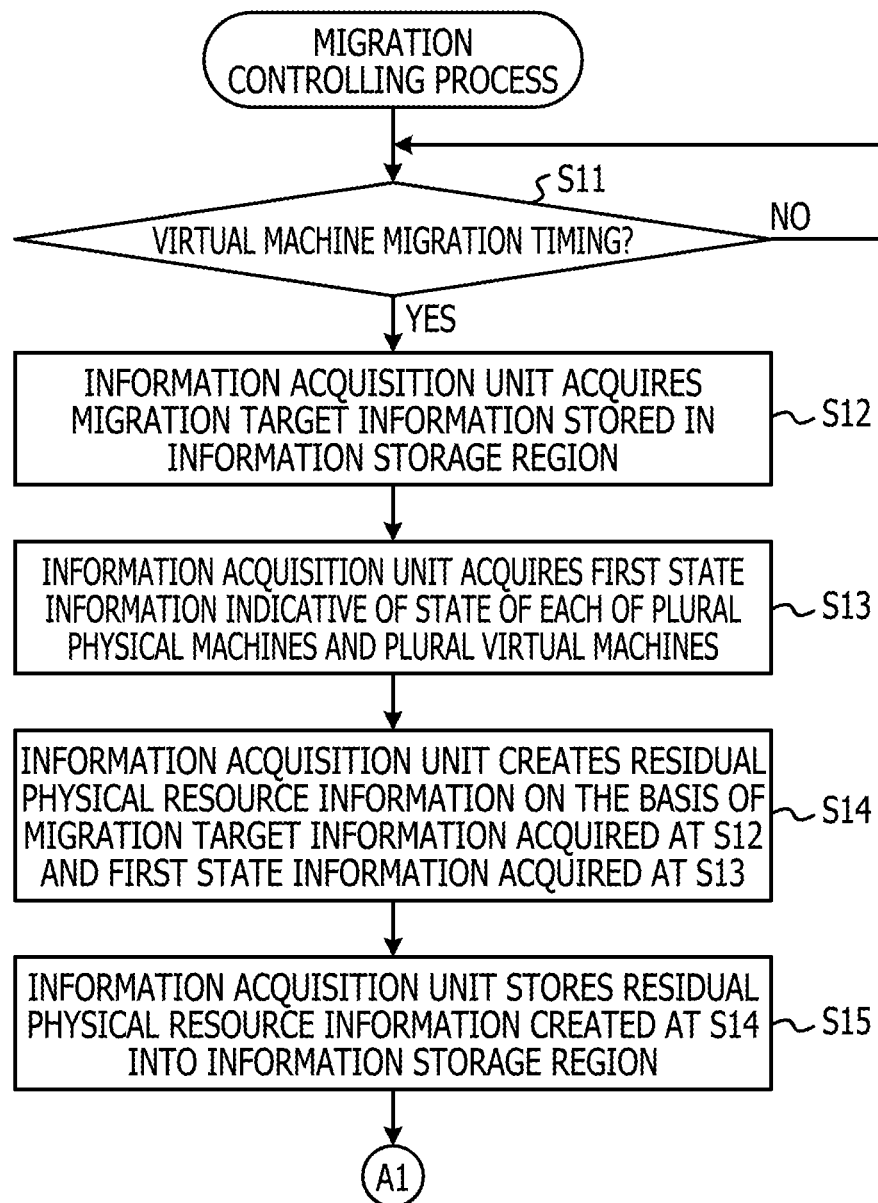 MIGRATION
CONTROLLING PROCESS
S11
VIRTUAL MACHINE MIGRATION TIMING?
NO
YES
INFORMATION ACQUISITION UNIT ACQUIRES
MIGRATION TARGET INFORMATION STORED IN
INFORMATION STORAGE REGION
S12
INFORMATION ACQUISITION UNIT ACQUIRES FIRST STATE
INFORMATION INDICATIVE OF STATE OF EACH OF PLURAL
PHYSICAL MACHINES AND PLURAL VIRTUAL MACHINES
S13
INFORMATION ACQUISITION UNIT CREATES RESIDUAL
PHYSICAL RESOURCE INFORMATION ON THE BASIS OF
MIGRATION TARGET INFORMATION ACQUIRED AT S12
AND FIRST STATE INFORMATION ACQUIRED AT S13
S14
INFORMATION ACQUISITION UNIT STORES RESIDUAL
PHYSICAL RESOURCE INFORMATION CREATED AT S14
INTO INFORMATION STORAGE REGION
S15
A1